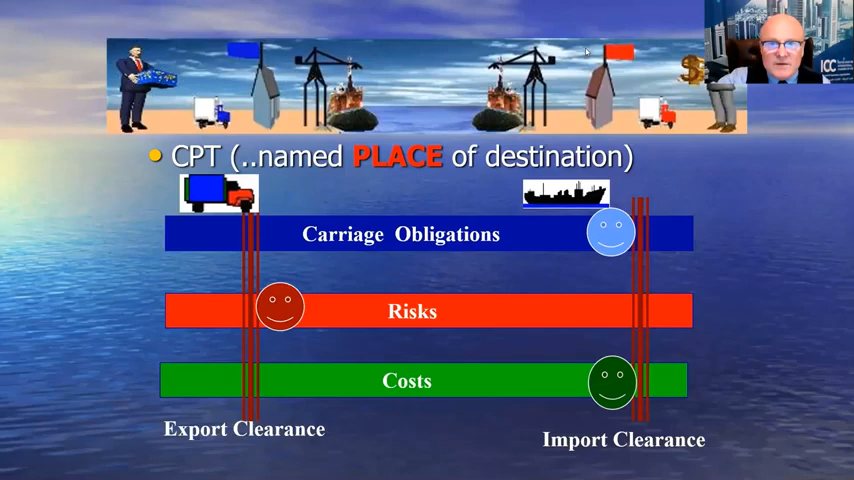 ICC
CPT (..named PLACE of destination)
Carriage Obligations
Risks
Costs
Export Clearance
Import Clearance